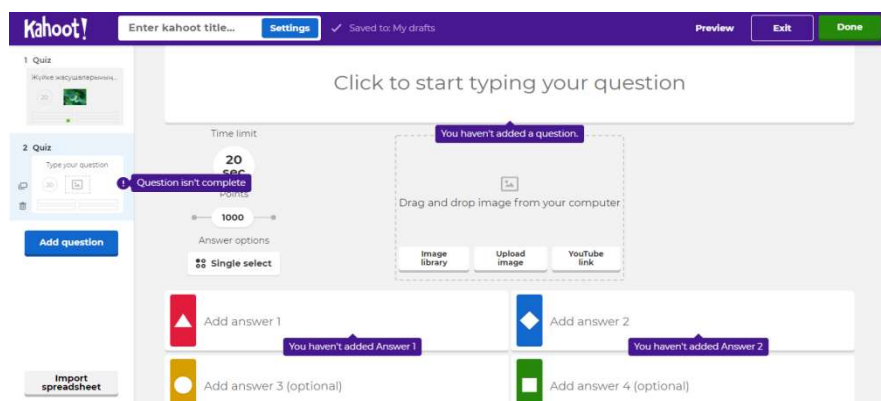 Kahoot!
Enter kahoot title...
Settings
Saved to: My drafts
Preview
Exit
Done
1 Quiz
Жүйке жасушаларының...
20
2 Quiz
Type your question
20
Question isn't complete
Add question
Import
spreadsheet
Click to start typing your question
You haven't added a question.
Time limit
20
sec
Points
1000
Answer options
Single select
Drag and drop image from your computer
Image
library
Upload
image
YouTube
link
Add answer 1
You haven't added Answer 1
Add answer 2
You haven't added Answer 2
Add answer 3 (optional)
Add answer 4 (optional)